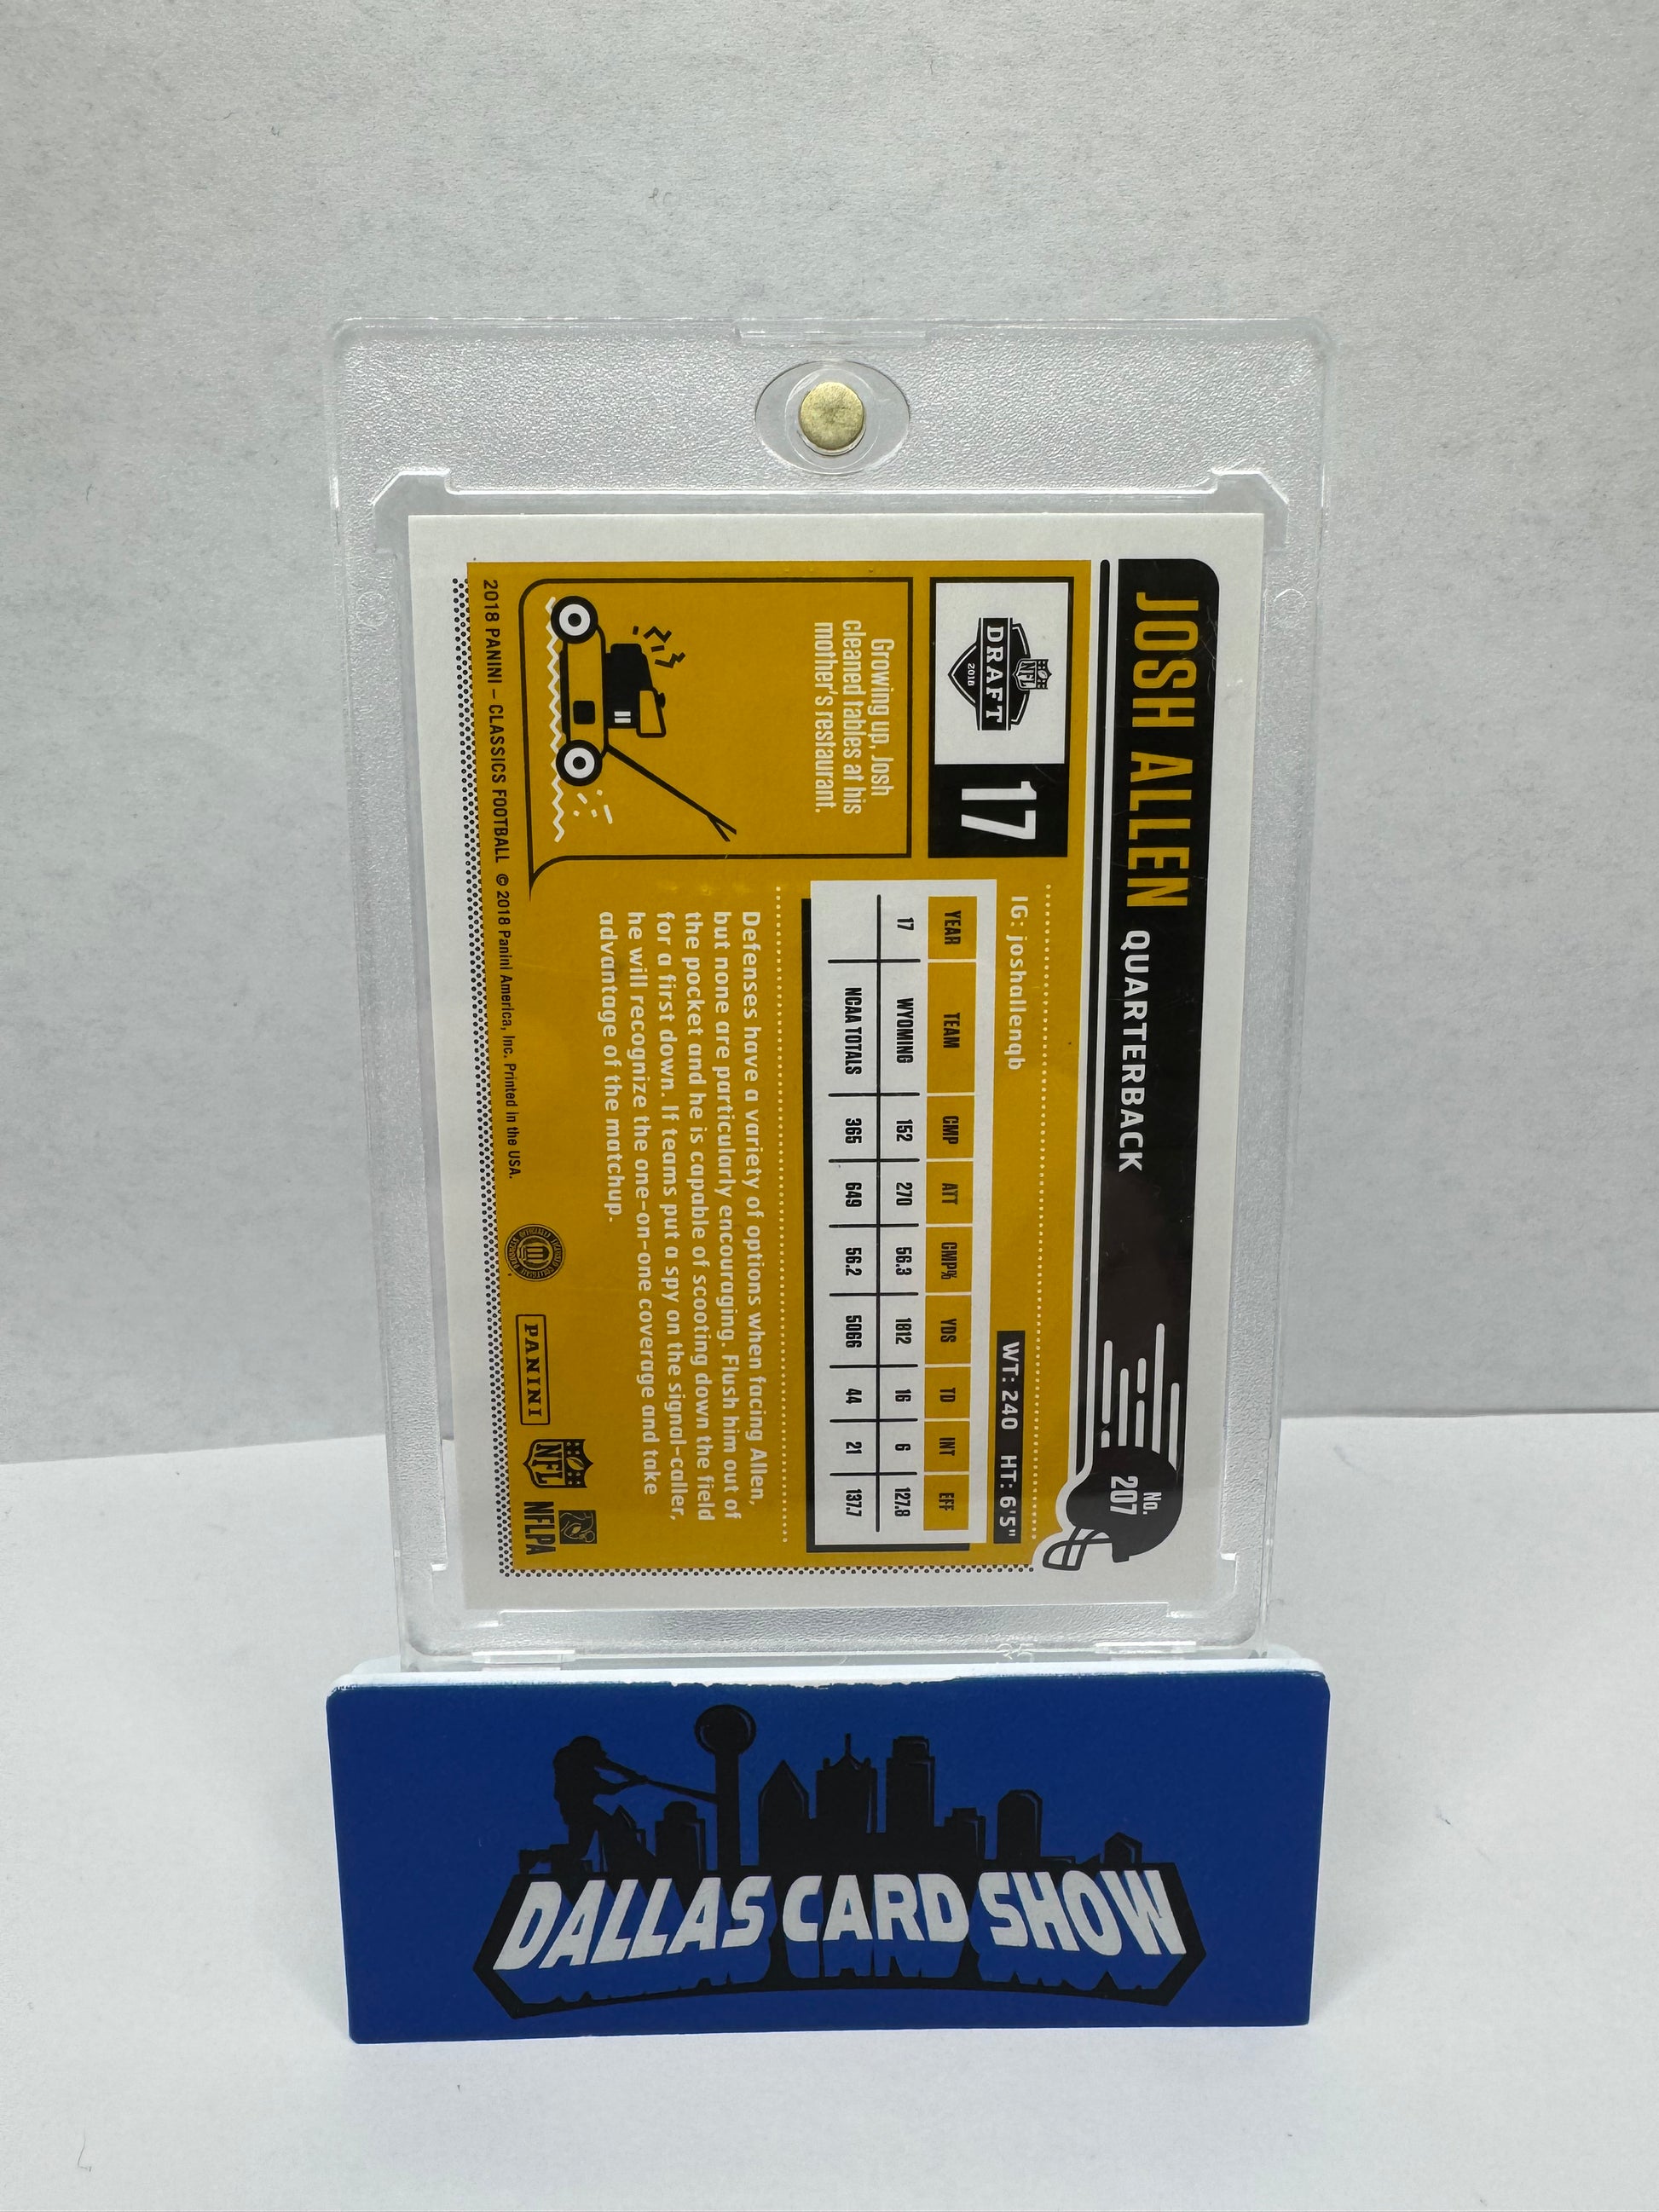 JOSH ALLEN QUARTERBACK
No.
207
NFL
DRAFT
2018
17
IG: joshallenqb
WT: 240 HT: 6'5"
YEAR TEAM CMP ATT CMP% YDS TD INT EFF
17 WYOMING 152 270 56.3 1812 16 6 127.8
NCAA TOTALS 365 649 56.2 5066 44 21 137.7
Growing up, Josh
cleaned tables at his
mother's restaurant.
Defenses have a variety of options when facing Allen,
but none are particularly encouraging. Flush him out of
the pocket and he is capable of scooting down the field
for a first down. If teams put a spy on the signal-caller,
he will recognize the one-on-one coverage and take
advantage of the matchup.
2018 PANINI – CLASSICS FOOTBALL © 2018 Panini America, Inc. Printed in the USA.
PANINI
NFL
NFLPA
DALLAS CARD SHOW